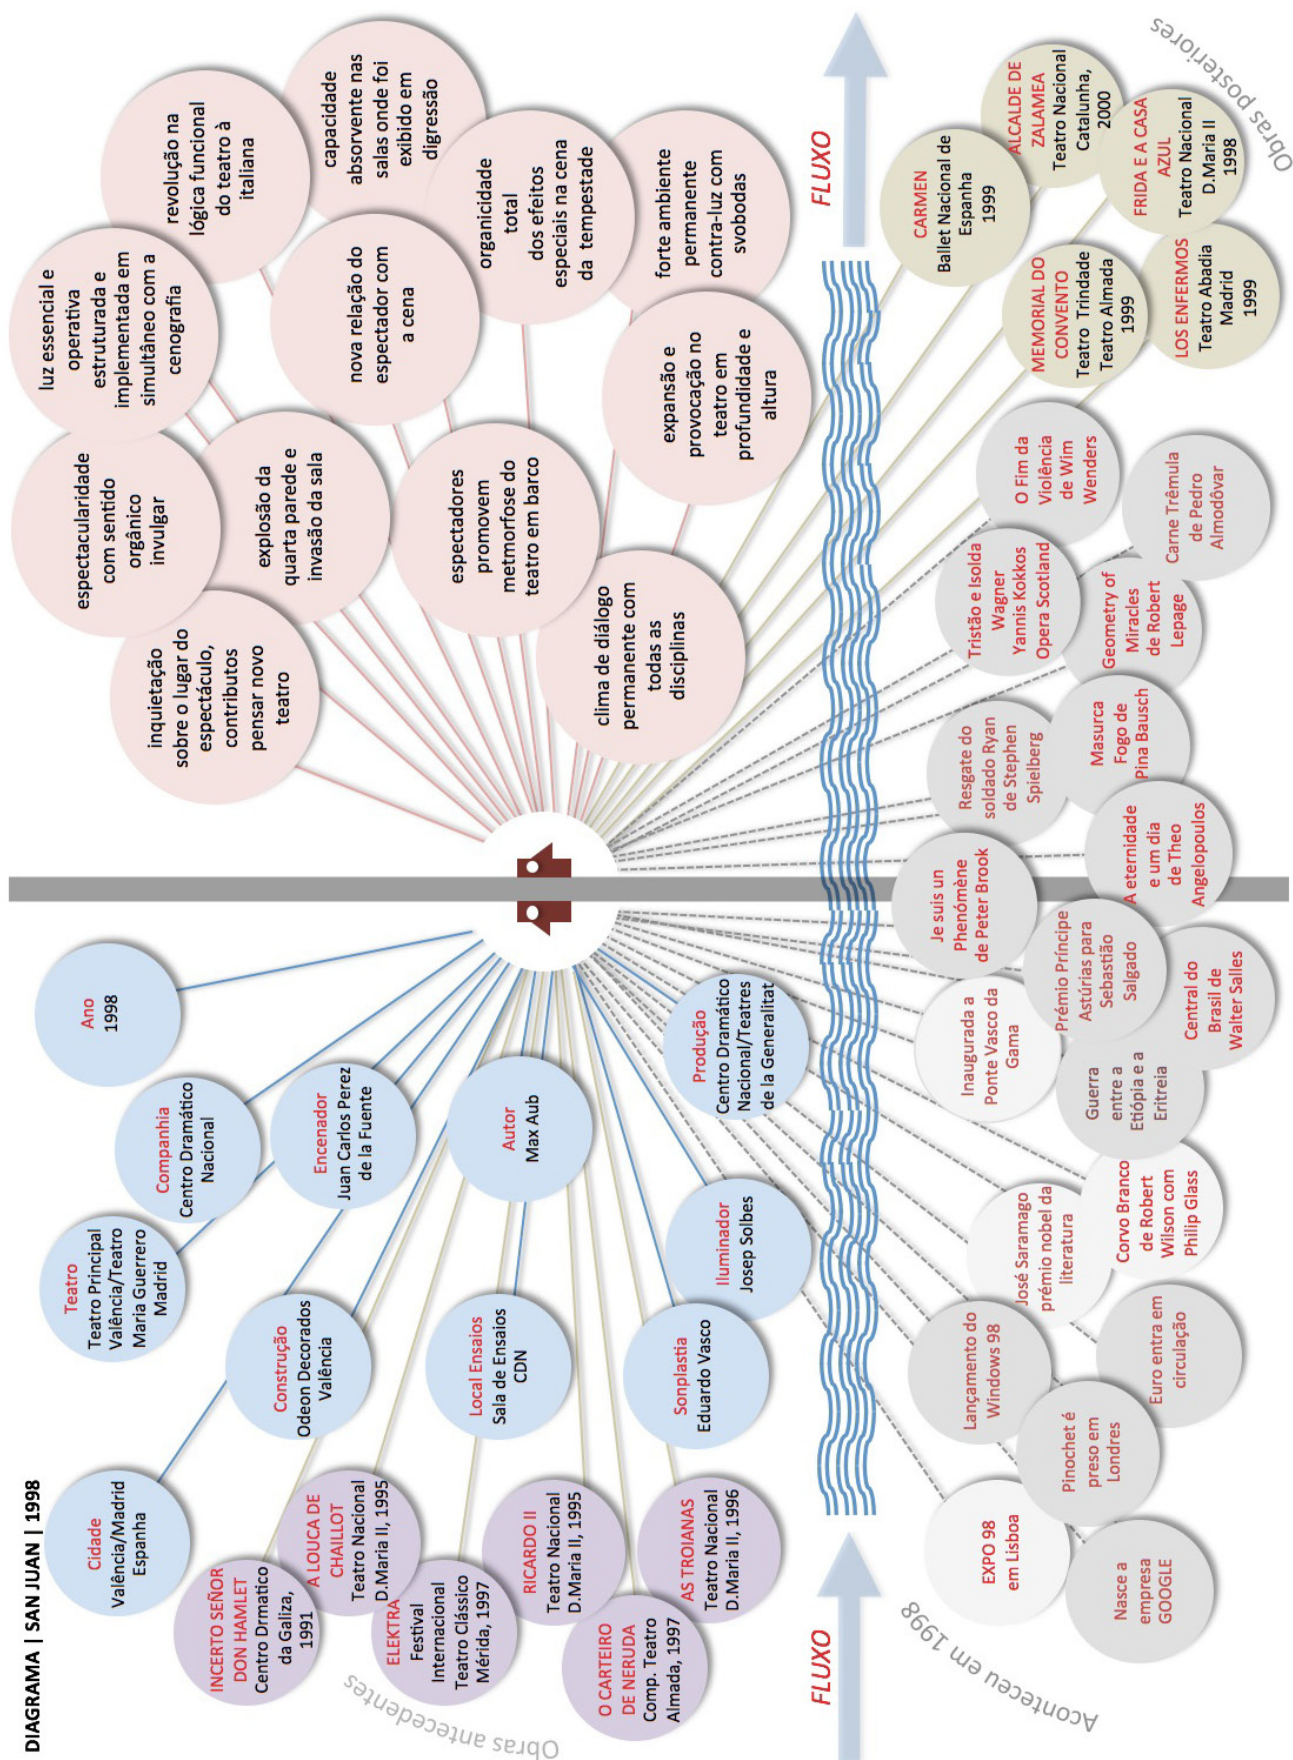 DIAGRAMA | SAN JUAN | 1998
Cidade
Valência/Madrid
Espanha
Teatro
Teatro Principal
Valência/Teatro
Maria Guerrero
Madrid
Companhia
Centro Dramático
Nacional
Ano
1998
Construção
Odeon Decorados
Valência
Encenador
Juan Carlos Perez
de la Fuente
Local Ensaios
Sala de Ensaios
CDN
Autor
Max Aub
Sonplastia
Eduardo Vasco
Iluminador
Josep Solbes
Produção
Centro Dramático
Nacional/Teatres
de la Generalitat
INCERTO SEÑOR
DON HAMLET
Centro Drmatico
da Galiza,
1991
A LOUCA DE
CHAILLOT
Teatro Nacional
D.Maria II, 1995
ELEKTRA
Festival
Internacional
Teatro Clássico
Mérida, 1997
RICARDO II
Teatro Nacional
D.Maria II, 1995
O CARTEIRO
DE NERUDA
Comp. Teatro
Almada, 1997
AS TROIANAS
Teatro Nacional
D.Maria II, 1996
Obras antecedentes
inquietação
sobre o lugar do
espectáculo,
contributos
pensar novo
teatro
espectacularidade
com sentido
orgânico
invulgar
luz essencial e
operativa
estruturada e
implementada em
simultâneo com a
cenografia
revolução na
lógica funcional
do teatro à
italiana
capacidade
absorvente nas
salas onde foi
exibido em
digressão
explosão da
quarta parede e
invasão da sala
nova relação do
espectador com
a cena
organicidade
total
dos efeitos
especiais na cena
da tempestade
espectadores
promovem
metmorfose do
teatro em barco
forte ambiente
permanente
contra-luz com
svobodas
expansão e
provocação no
teatro em
profundidade e
altura
clima de diálogo
permanente com
todas as
disciplinas
FLUXO
FLUXO
EXPO 98
em Lisboa
Nasce a
empresa
GOOGLE
Lançamento do
Windows 98
Pinochet é
preso em
Londres
Euro entra em
circulação
José Saramago
prémio nobel da
literatura
Corvo Branco
de Robert
Wilson com
Philip Glass
Inaugurada a
Ponte Vasco da
Gama
Guerra
entre a
Etiópia e a
Eritreia
Prémio Príncipe
Astúrias para
Sebastião
Salgado
Central do
Brasil de
Walter Salles
Je suis un
Phenómène
de Peter Brook
A eternidade
e um dia
de Theo
Angelopoulos
Resgate do
soldado Ryan
de Stephen
Spielberg
Masurca
Fogo de
Pina Bausch
Tristão e Isolda
Wagner
Yannis Kokkos
Opera Scotland
Geometry of
Miracles
de Robert
Lepage
O Fim da
Violência
de Wim
Wenders
Carne Trêmula
de Pedro
Almodôvar
Aconteceu em 1998
CARMEN
Ballet Nacional de
Espanha
1999
ALCALDE DE
ZALAMEA
Teatro Nacional
Catalunha,
2000
MEMORIAL DO
CONVENTO
Teatro Trindade
Teatro Almada
1999
FRIDA E A CASA
AZUL
Teatro Nacional
D.Maria II
1998
LOS ENFERMOS
Teatro Abadia
Madrid
1999
Obras posteriores